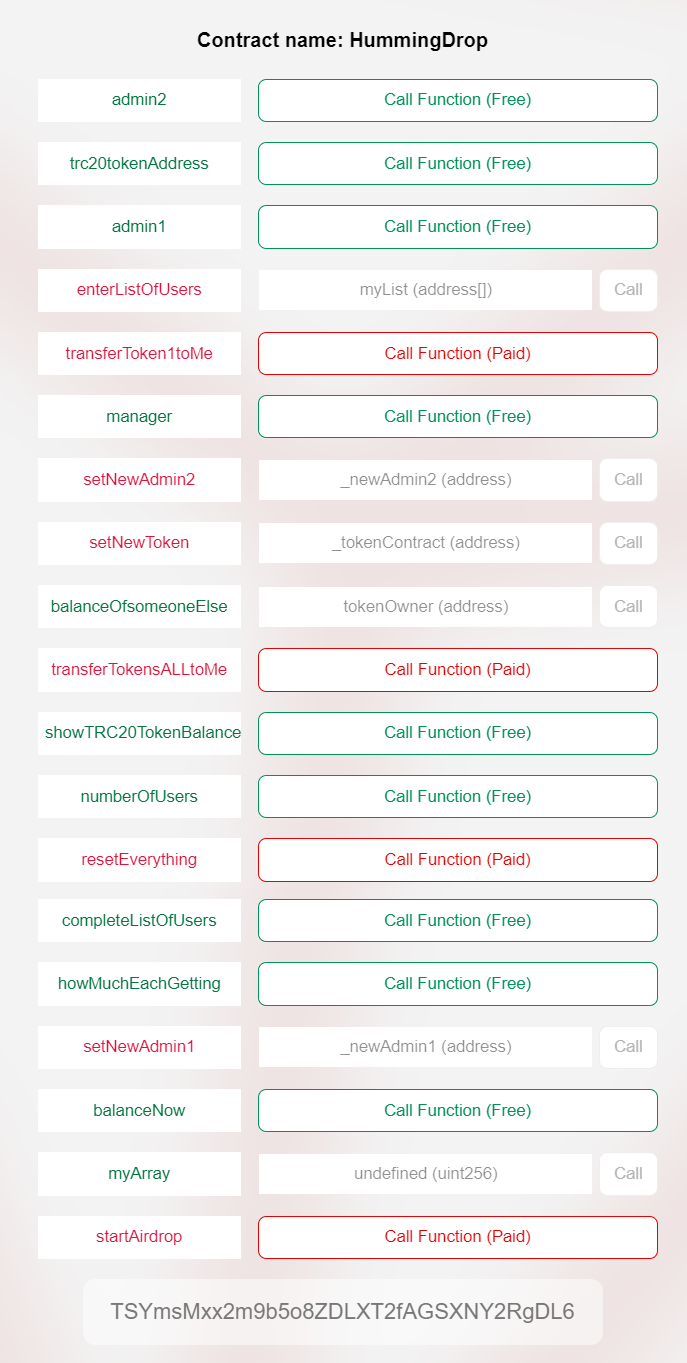 Contract name: HummingDrop
admin2 Call Function (Free)
trc20tokenAddress Call Function (Free)
admin1 Call Function (Free)
enterListOfUsers myList (address[]) Call
transferToken1toMe Call Function (Paid)
manager Call Function (Free)
setNewAdmin2 _newAdmin2 (address) Call
setNewToken _tokenContract (address) Call
balanceOfsomeoneElse tokenOwner (address) Call
transferTokensALLtoMe Call Function (Paid)
showTRC20TokenBalance Call Function (Free)
numberOfUsers Call Function (Free)
resetEverything Call Function (Paid)
completeListOfUsers Call Function (Free)
howMuchEachGetting Call Function (Free)
setNewAdmin1 _newAdmin1 (address) Call
balanceNow Call Function (Free)
myArray undefined (uint256) Call
startAirdrop Call Function (Paid)
TSYmsMxx2m9b5o8ZDLXT2fAGSXNY2RgDL6